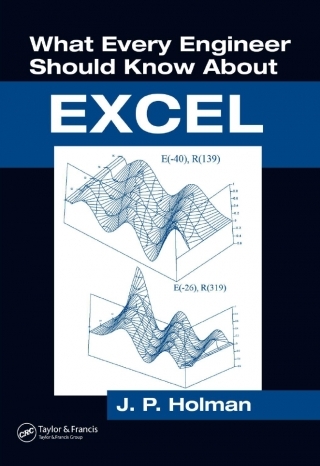 What Every Engineer
Should Know About
EXCEL
E(-40), R(139)
E(-26), R(319)
J. P. Holman
CRC
Taylor & Francis
Taylor & Francis Group